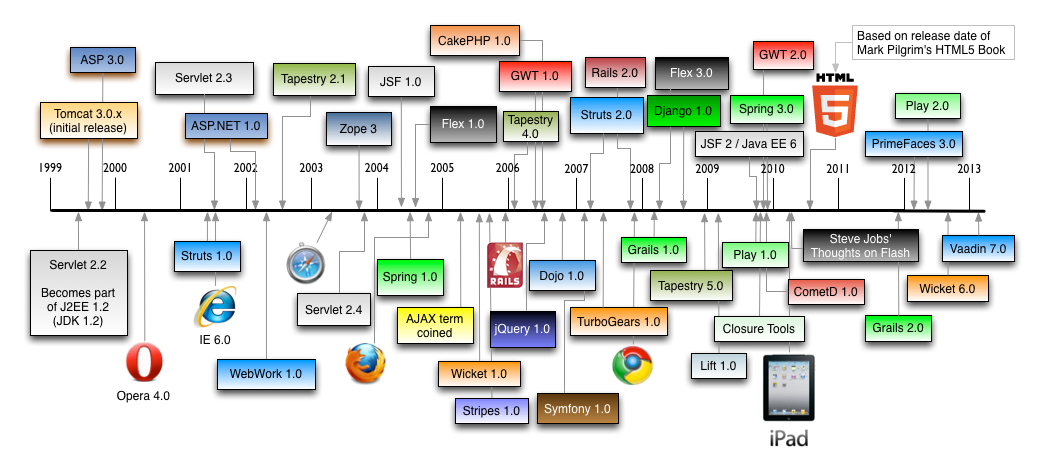 CakePHP 1.0
Based on release date of
Mark Pilgrim's HTML5 Book
ASP 3.0
Servlet 2.3
Tapestry 2.1
JSF 1.0
GWT 1.0
Rails 2.0
Flex 3.0
GWT 2.0
HTML
5
Tomcat 3.0.x
(initial release)
ASP.NET 1.0
Zope 3
Flex 1.0
Tapestry
4.0
Struts 2.0
Django 1.0
Spring 3.0
Play 2.0
JSF 2 / Java EE 6
PrimeFaces 3.0
1999
2000
2001
2002
2003
2004
2005
2006
2007
2008
2009
2010
2011
2012
2013
Servlet 2.2
Becomes part
of J2EE 1.2
(JDK 1.2)
Struts 1.0
RAILS
Grails 1.0
Play 1.0
Steve Jobs'
Thoughts on Flash
Vaadin 7.0
Spring 1.0
Dojo 1.0
Tapestry 5.0
CometD 1.0
Wicket 6.0
Servlet 2.4
AJAX term
coined
jQuery 1.0
TurboGears 1.0
Closure Tools
Grails 2.0
IE 6.0
Opera 4.0
WebWork 1.0
Wicket 1.0
Lift 1.0
Stripes 1.0
Symfony 1.0
iPad